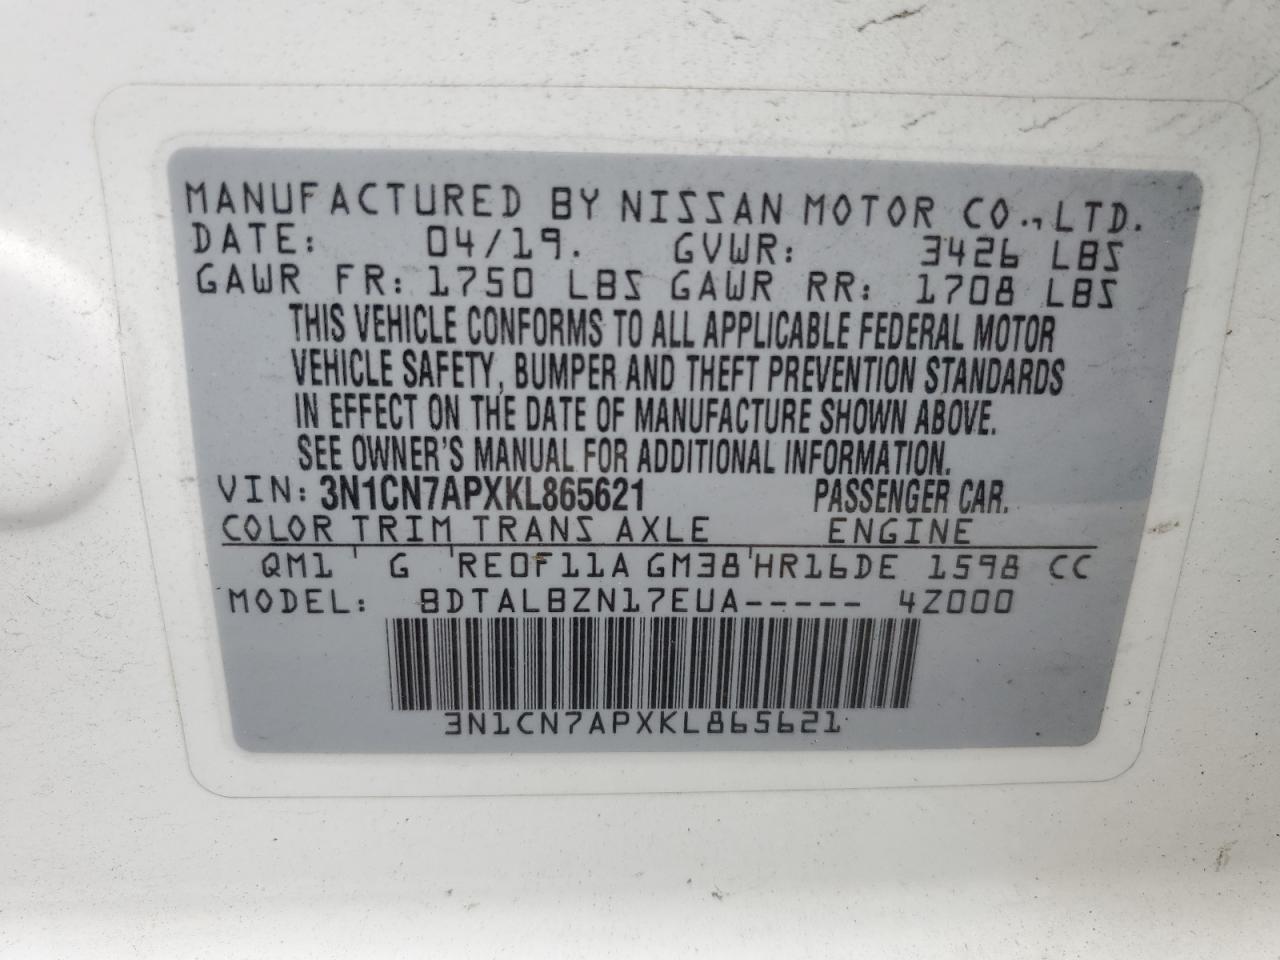 MANUFACTURED BY NISSAN MOTOR CO., LTD.
DATE: 04/19. GVWR: 3426 LBS
GAWR FR: 1750 LBS GAWR RR: 1708 LBS
THIS VEHICLE CONFORMS TO ALL APPLICABLE FEDERAL MOTOR
VEHICLE SAFETY, BUMPER AND THEFT PREVENTION STANDARDS
IN EFFECT ON THE DATE OF MANUFACTURE SHOWN ABOVE.
SEE OWNER'S MANUAL FOR ADDITIONAL INFORMATION.
VIN: 3N1CN7APXKL865621 PASSENGER CAR.
COLOR TRIM TRANS AXLE ENGINE
QM1 ' G ' RE0F11A GM38 ' HR16DE 1598 CC
MODEL: BDTALBZN17EUA----- 4Z000
3N1CN7APXKL865621